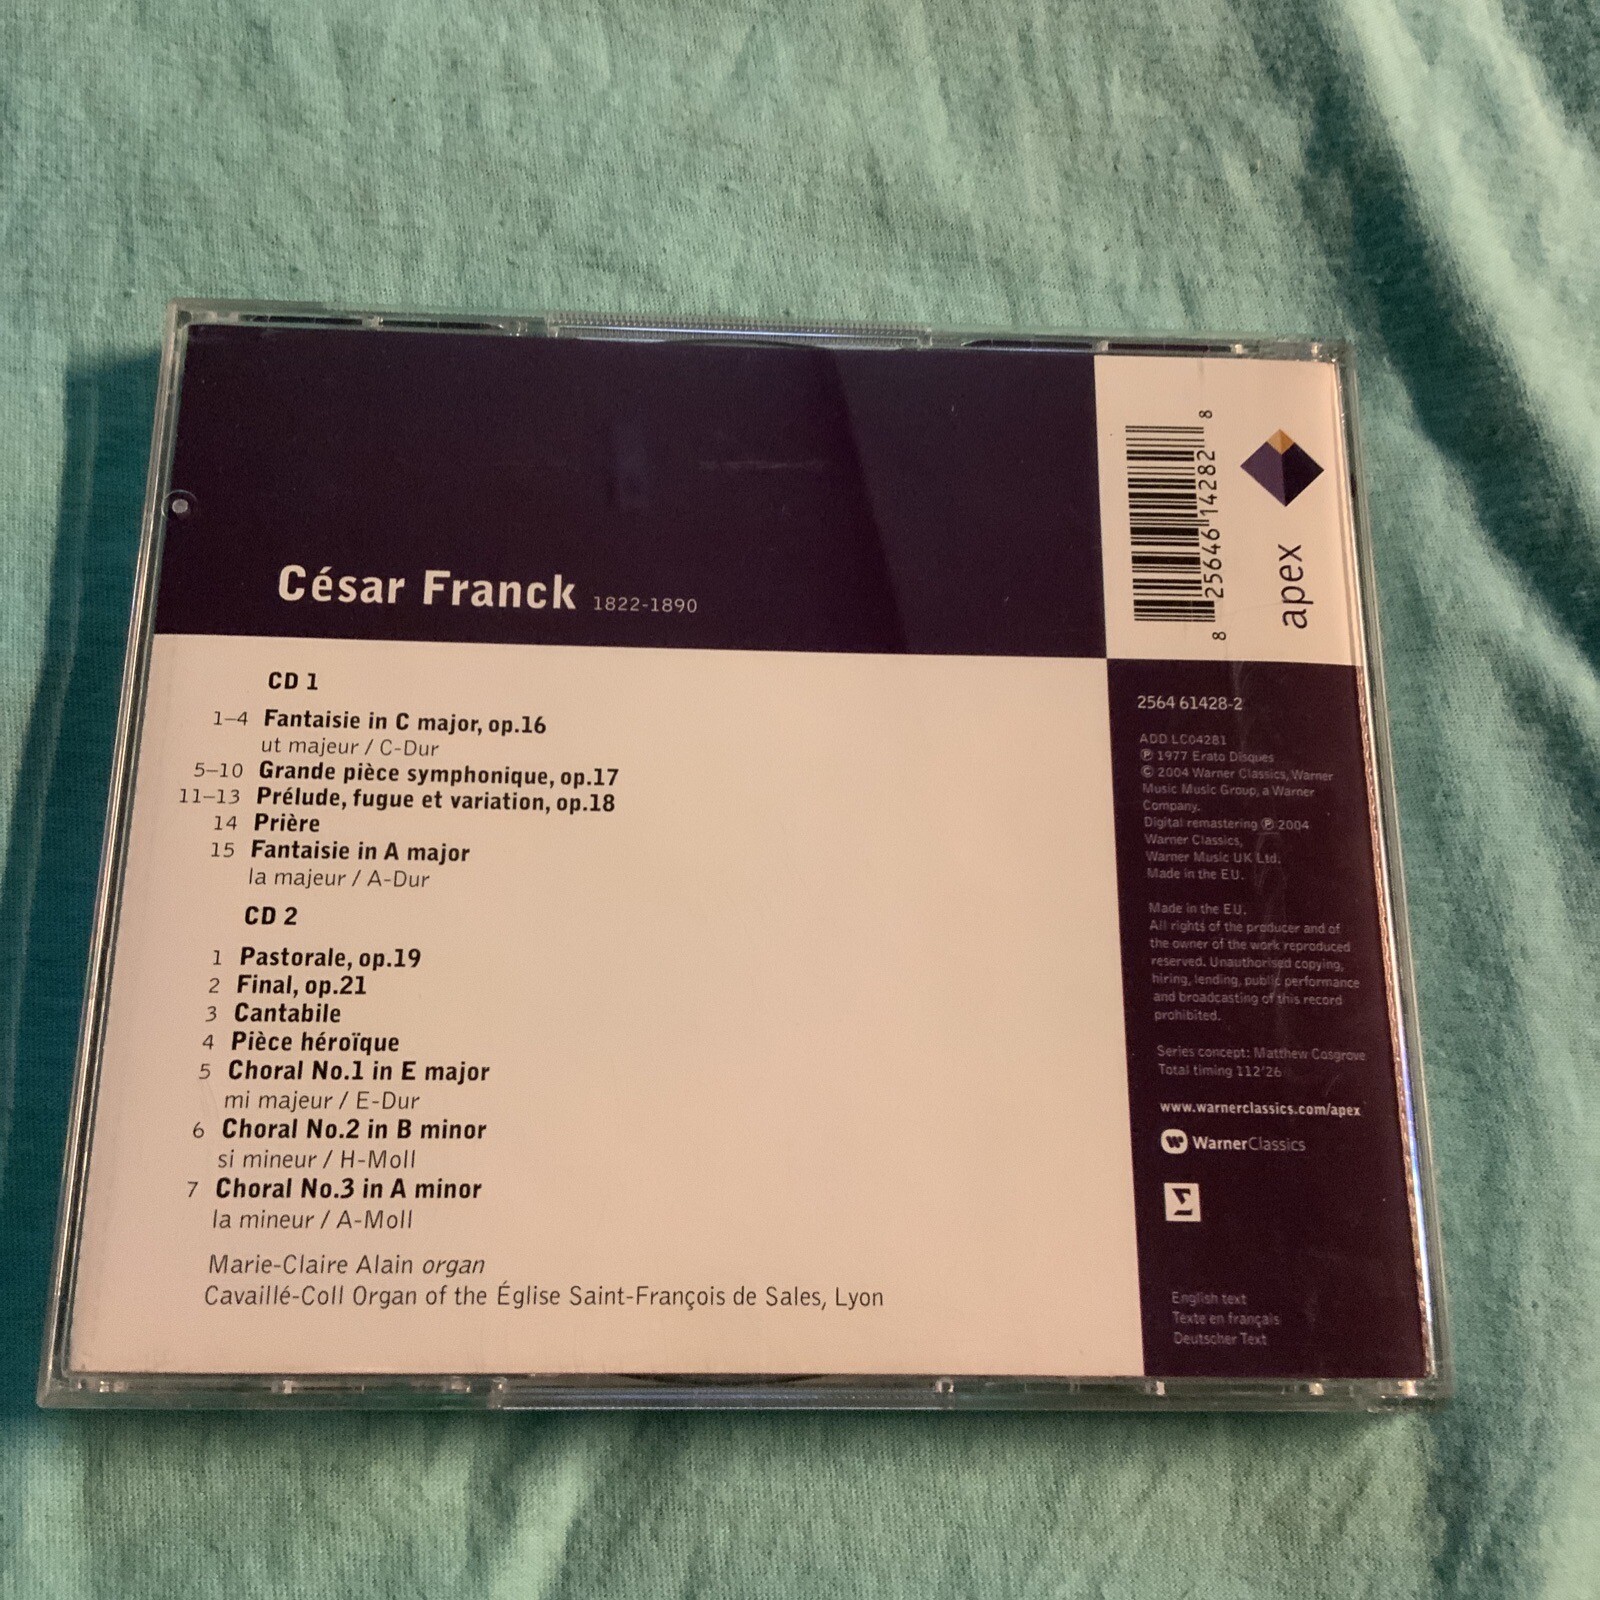 César Franck 1822-1890
CD 1
1–4 Fantaisie in C major, op.16
ut majeur / C-Dur
5–10 Grande pièce symphonique, op.17
11–13 Prélude, fugue et variation, op.18
14 Prière
15 Fantaisie in A major
la majeur / A-Dur
CD 2
1 Pastorale, op.19
2 Final, op.21
3 Cantabile
4 Pièce héroïque
5 Choral No.1 in E major
mi majeur / E-Dur
6 Choral No.2 in B minor
si mineur / H-Moll
7 Choral No.3 in A minor
la mineur / A-Moll
Marie-Claire Alain organ
Cavaillé-Coll Organ of the Église Saint-François de Sales, Lyon
8 25646 14282 8
apex
2564 61428-2
ADD LC04281
℗ 1977 Erato Disques
© 2004 Warner Classics, Warner
Music Music Group, a Warner
Company.
Digital remastering ℗ 2004
Warner Classics,
Warner Music UK Ltd.
Made in the EU.
Made in the EU.
All rights of the producer and of
the owner of the work reproduced
reserved. Unauthorised copying,
hiring, lending, public performance
and broadcasting of this record
prohibited.
Series concept: Matthew Cosgrove
Total timing 112'26
www.warnerclassics.com/apex
WarnerClassics
English text
Texte en français
Deutscher Text